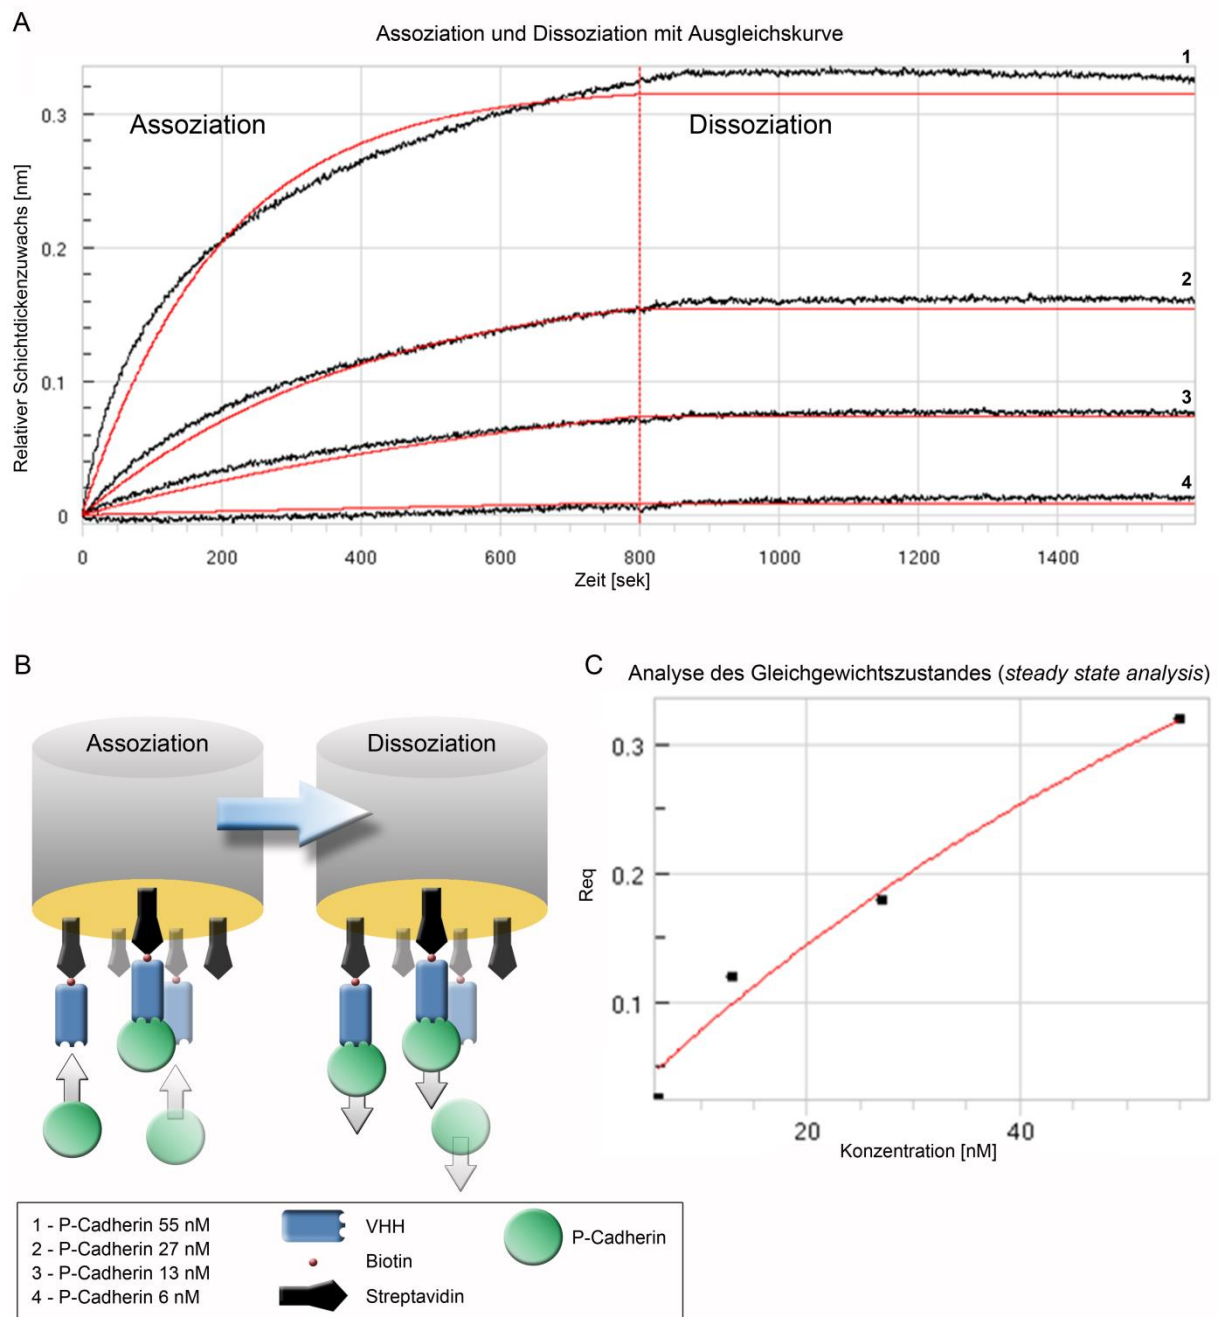 A
Assoziation und Dissoziation mit Ausgleichskurve
Relativer Schichtdickenzuwachs [nm]
0.3
0.2
0.1
0
Assoziation
Dissoziation
1
2
3
4
0 200 400 600 800 1000 1200 1400
Zeit [sek]
B
Assoziation
Dissoziation
C
Analyse des Gleichgewichtszustandes (steady state analysis)
Req
0.3
0.2
0.1
20 40
Konzentration [nM]
1 - P-Cadherin 55 nM
2 - P-Cadherin 27 nM
3 - P-Cadherin 13 nM
4 - P-Cadherin 6 nM
VHH
Biotin
Streptavidin
P-Cadherin